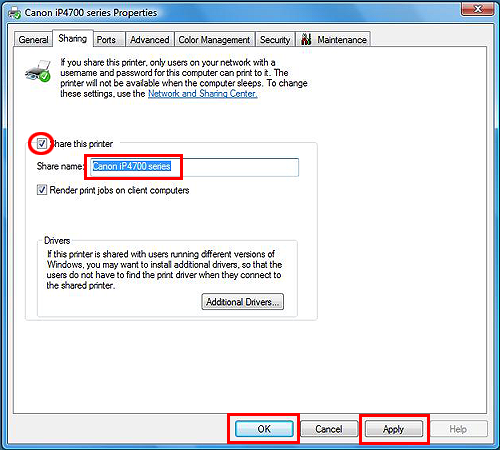 Canon iP4700 series Properties
General Sharing Ports Advanced Color Management Security Maintenance
If you share this printer, only users on your network with a
username and password for this computer can print to it. The
printer will not be available when the computer sleeps. To change
these settings, use the Network and Sharing Center.
Share this printer
Share name: Canon iP4700 series
Render print jobs on client computers
Drivers
If this printer is shared with users running different versions of
Windows, you may want to install additional drivers, so that the
users do not have to find the print driver when they connect to
the shared printer.
Additional Drivers...
OK Cancel Apply Help